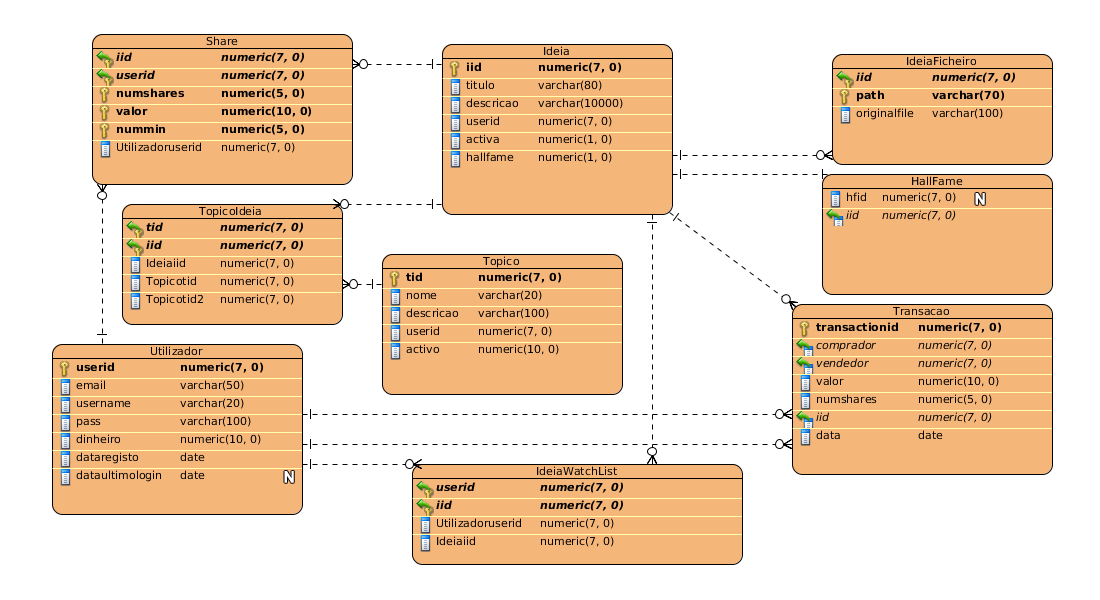 Share
iid numeric(7, 0)
userid numeric(7, 0)
numshares numeric(5, 0)
valor numeric(10, 0)
nummin numeric(5, 0)
Utilizadoruserid numeric(7, 0)
Ideia
iid numeric(7, 0)
titulo varchar(80)
descricao varchar(10000)
userid numeric(7, 0)
activa numeric(1, 0)
hallfame numeric(1, 0)
IdeiaFicheiro
iid numeric(7, 0)
path varchar(70)
originalfile varchar(100)
HallFame
hfid numeric(7, 0) N
iid numeric(7, 0)
TopicoIdeia
tid numeric(7, 0)
iid numeric(7, 0)
Ideiaiid numeric(7, 0)
Topicotid numeric(7, 0)
Topicotid2 numeric(7, 0)
Topico
tid numeric(7, 0)
nome varchar(20)
descricao varchar(100)
userid numeric(7, 0)
activo numeric(10, 0)
Transacao
transactionid numeric(7, 0)
comprador numeric(7, 0)
vendedor numeric(7, 0)
valor numeric(10, 0)
numshares numeric(5, 0)
iid numeric(7, 0)
data date
Utilizador
userid numeric(7, 0)
email varchar(50)
username varchar(20)
pass varchar(100)
dinheiro numeric(10, 0)
dataregisto date
dataultimologin date N
IdeiaWatchList
userid numeric(7, 0)
iid numeric(7, 0)
Utilizadoruserid numeric(7, 0)
Ideiaiid numeric(7, 0)